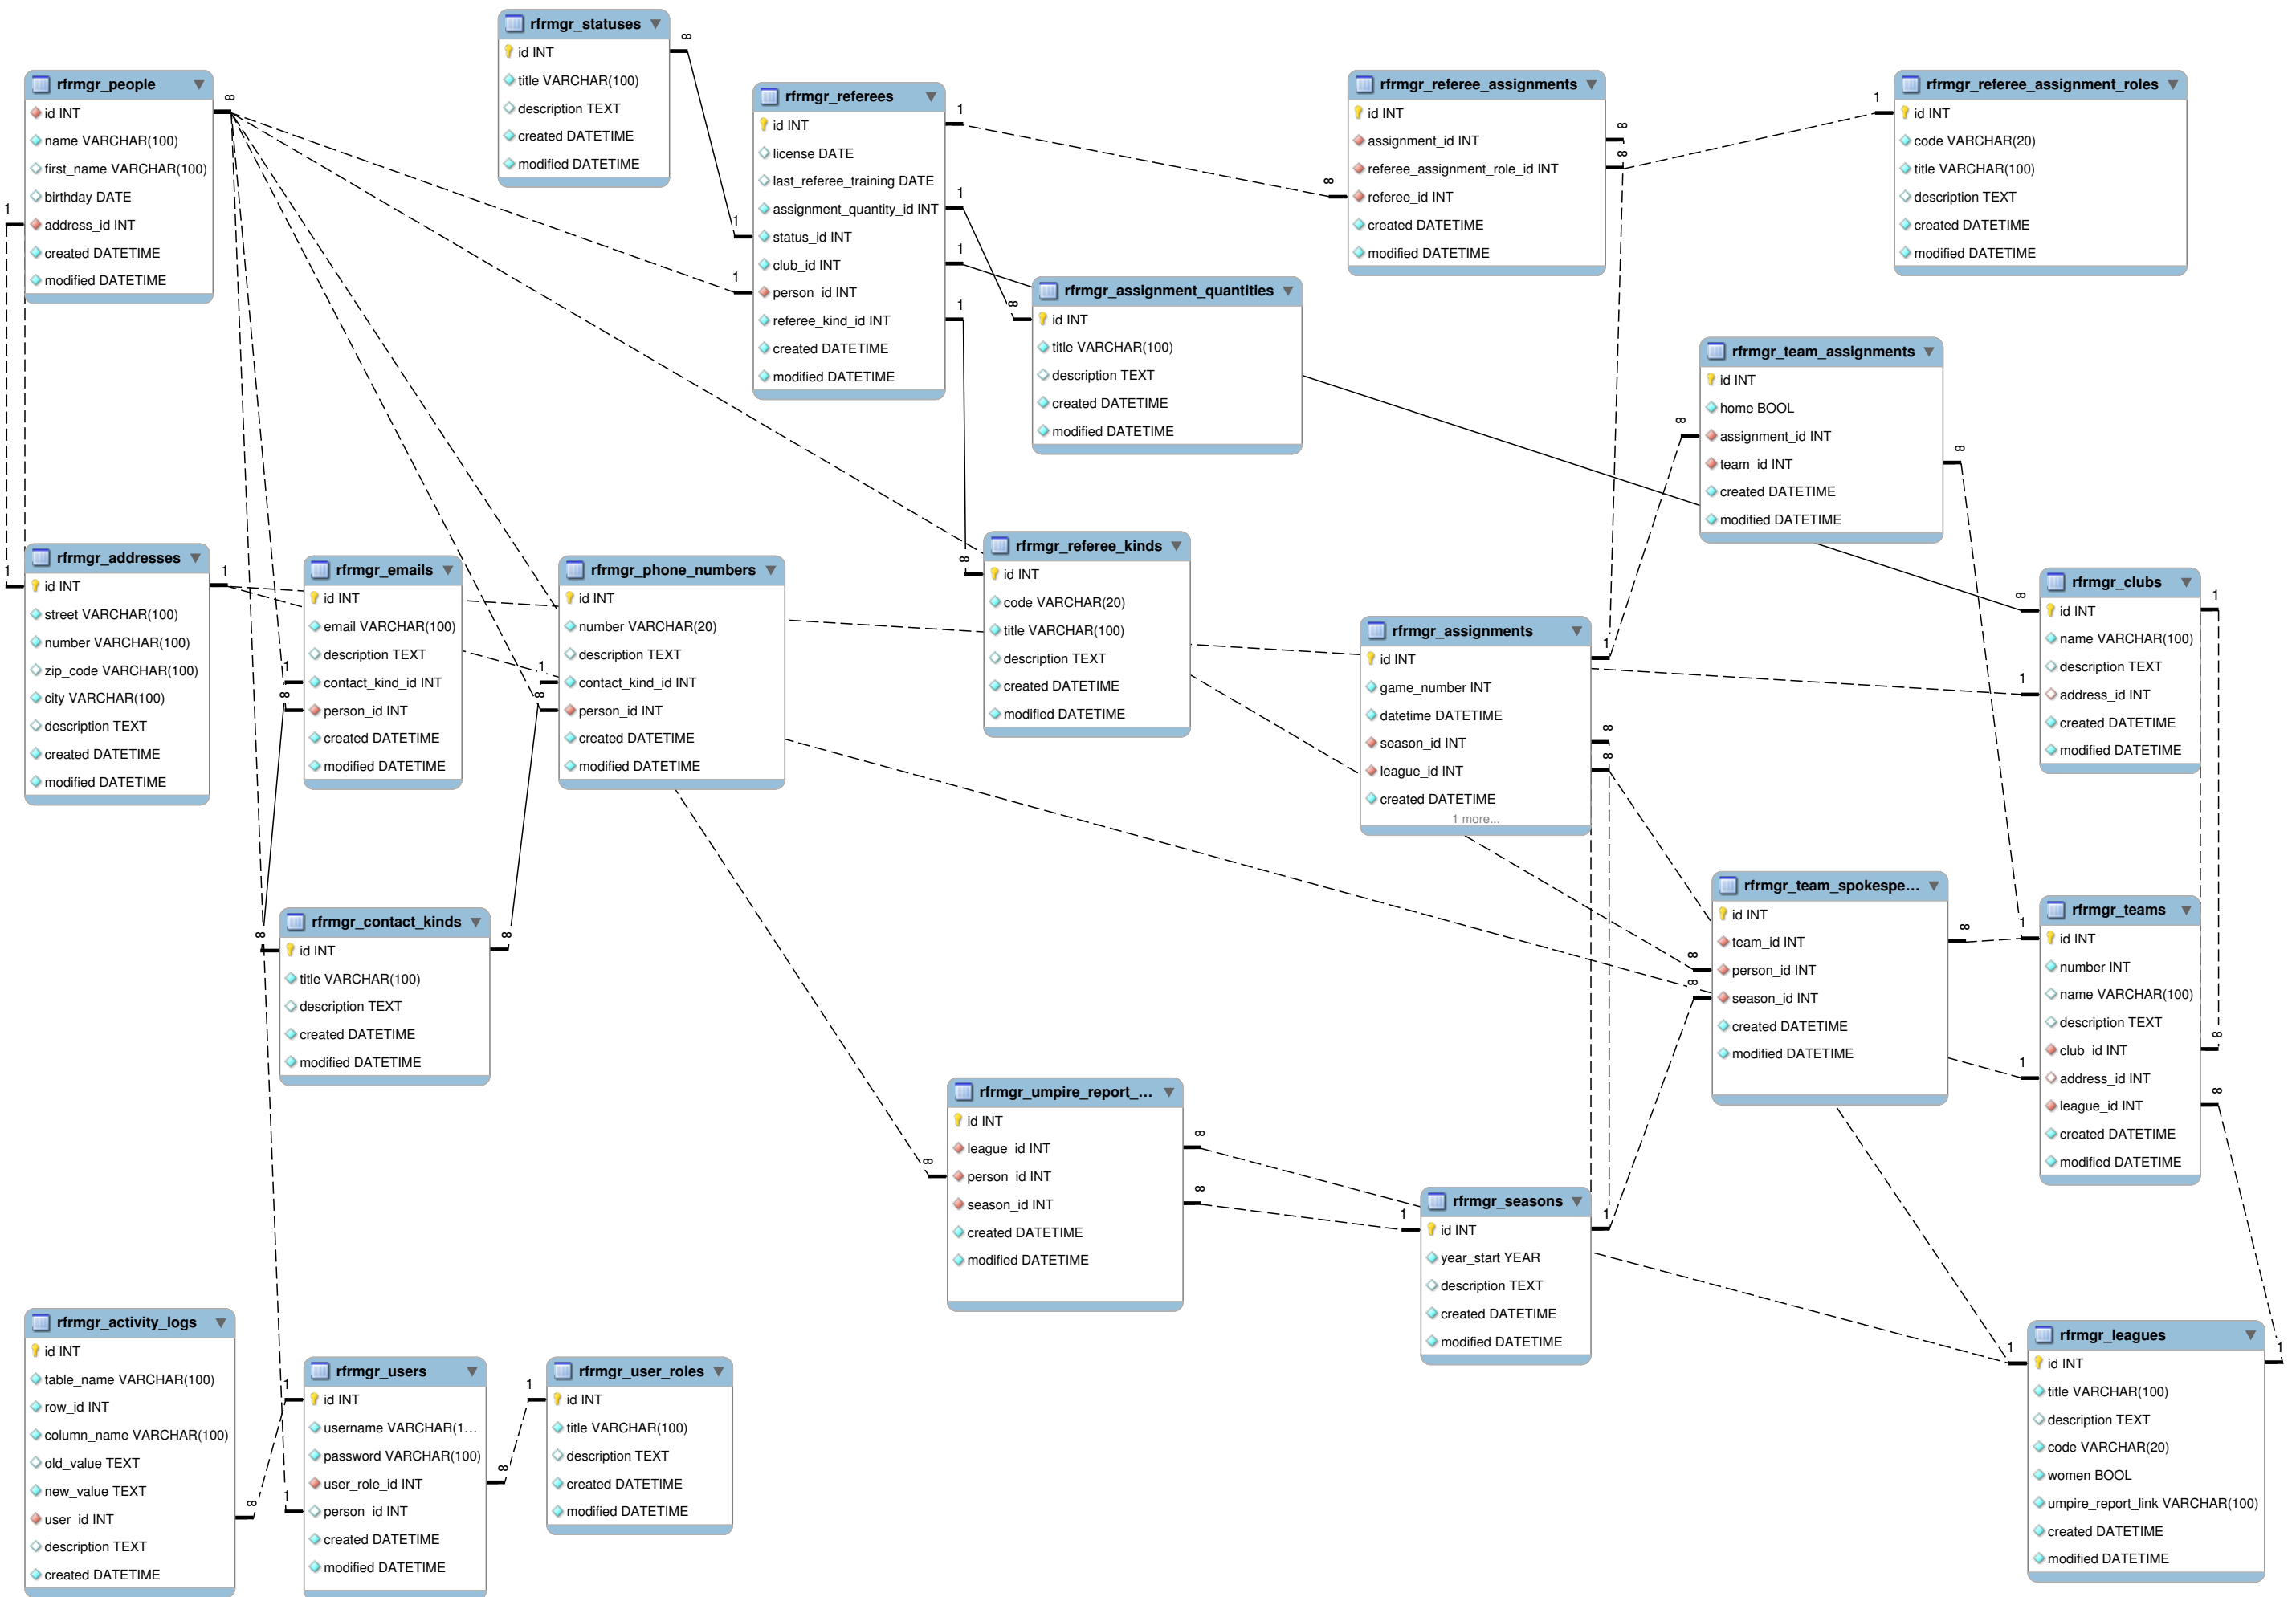 rfrmgr_statuses
id INT
title VARCHAR(100)
description TEXT
created DATETIME
modified DATETIME
rfrmgr_people
id INT
name VARCHAR(100)
first_name VARCHAR(100)
birthday DATE
address_id INT
created DATETIME
modified DATETIME
rfrmgr_referees
id INT
license DATE
last_referee_training DATE
assignment_quantity_id INT
status_id INT
club_id INT
person_id INT
referee_kind_id INT
created DATETIME
modified DATETIME
rfrmgr_referee_assignments
id INT
assignment_id INT
referee_assignment_role_id INT
referee_id INT
created DATETIME
modified DATETIME
rfrmgr_referee_assignment_roles
id INT
code VARCHAR(20)
title VARCHAR(100)
description TEXT
created DATETIME
modified DATETIME
rfrmgr_assignment_quantities
id INT
title VARCHAR(100)
description TEXT
created DATETIME
modified DATETIME
rfrmgr_team_assignments
id INT
home BOOL
assignment_id INT
team_id INT
created DATETIME
modified DATETIME
rfrmgr_addresses
id INT
street VARCHAR(100)
number VARCHAR(100)
zip_code VARCHAR(100)
city VARCHAR(100)
description TEXT
created DATETIME
modified DATETIME
rfrmgr_emails
id INT
email VARCHAR(100)
description TEXT
contact_kind_id INT
person_id INT
created DATETIME
modified DATETIME
rfrmgr_phone_numbers
id INT
number VARCHAR(20)
description TEXT
contact_kind_id INT
person_id INT
created DATETIME
modified DATETIME
rfrmgr_referee_kinds
id INT
code VARCHAR(20)
title VARCHAR(100)
description TEXT
created DATETIME
modified DATETIME
rfrmgr_assignments
id INT
game_number INT
datetime DATETIME
season_id INT
league_id INT
created DATETIME
1 more...
rfrmgr_clubs
id INT
name VARCHAR(100)
description TEXT
address_id INT
created DATETIME
modified DATETIME
rfrmgr_contact_kinds
id INT
title VARCHAR(100)
description TEXT
created DATETIME
modified DATETIME
rfrmgr_team_spokespe...
id INT
team_id INT
person_id INT
season_id INT
created DATETIME
modified DATETIME
rfrmgr_teams
id INT
number INT
name VARCHAR(100)
description TEXT
club_id INT
address_id INT
league_id INT
created DATETIME
modified DATETIME
rfrmgr_umpire_report_...
id INT
league_id INT
person_id INT
season_id INT
created DATETIME
modified DATETIME
rfrmgr_seasons
id INT
year_start YEAR
description TEXT
created DATETIME
modified DATETIME
rfrmgr_activity_logs
id INT
table_name VARCHAR(100)
row_id INT
column_name VARCHAR(100)
old_value TEXT
new_value TEXT
user_id INT
description TEXT
created DATETIME
rfrmgr_users
id INT
username VARCHAR(1...
password VARCHAR(100)
user_role_id INT
person_id INT
created DATETIME
modified DATETIME
rfrmgr_user_roles
id INT
title VARCHAR(100)
description TEXT
created DATETIME
modified DATETIME
rfrmgr_leagues
id INT
title VARCHAR(100)
description TEXT
code VARCHAR(20)
women BOOL
umpire_report_link VARCHAR(100)
created DATETIME
modified DATETIME